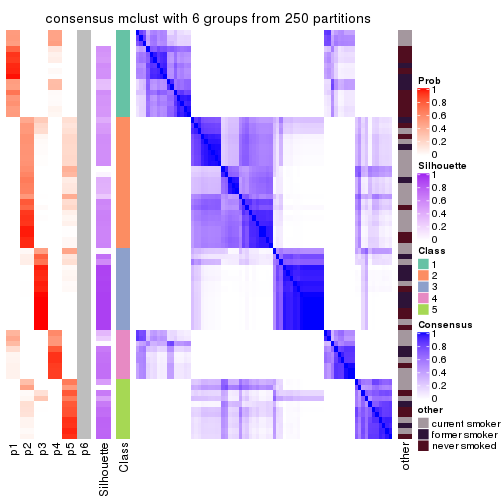 consensus mclust with 6 groups from 250 partitions
Prob
1
0.8
0.6
0.4
0.2
0
Silhouette
1
0.8
0.6
0.4
0.2
0
Class
1
2
3
4
5
Consensus
1
0.8
0.6
0.4
0.2
0
other
current smoker
former smoker
never smoked
p1
p2
p3
p4
p5
p6
Silhouette
Class
other